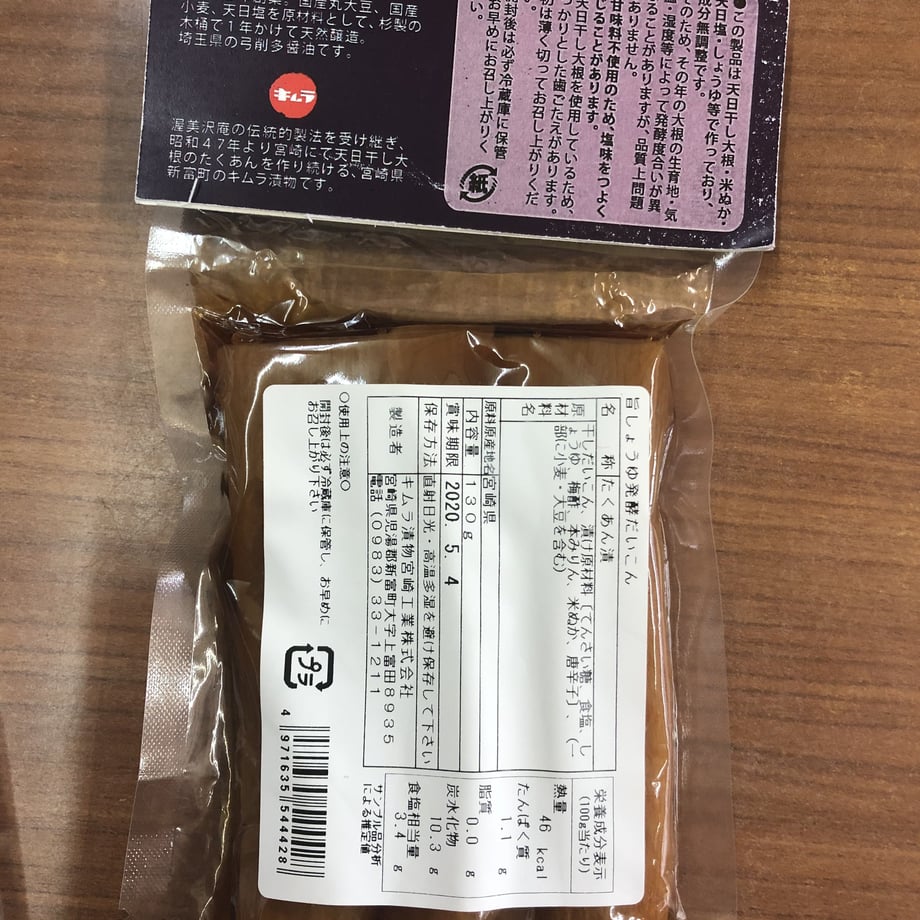 国産丸大豆、国産
小麦、天日塩を原材料として、杉製の
木桶で１年かけて天然醸造。
埼玉県の弓削多醤油です。
渥美沢庵の伝統的製法を受け継ぎ、
昭和４７年より宮崎にて天日干し大
根のたくあんを作り続ける、宮崎県
新富町のキムラ漬物です。
●この製品は天日干し大根・米ぬか・
天日塩・しょうゆ等で作っており、
成分無調整です。
そのため、その年の大根の生育地・気
・湿度等によって発酵度合いが異
ることがありますが、品質上問題
ありません。
甘味料不使用のため、塩味をつよく
じることがあります。
天日干し大根を使用しているため、
っかりとした歯ごたえがあります。
初は薄く切ってお召し上がりくだ
封後は必ず冷蔵庫に保管
お早めにお召し上がりく
旨しょうゆ発酵だいこん
名称 たくあん漬
原材料名 干しだいこん、漬け原材料〔てんさい糖、食塩、し
ょうゆ、梅酢、本みりん、米ぬか、唐辛子〕、（一
部に小麦・大豆を含む）
原料原産地名 宮崎県
内容量 １３０ｇ
賞味期限 2020. 5. 4
保存方法 直射日光・高温多湿を避け保存して下さい
製造者 キムラ漬物宮崎工業株式会社
宮崎県児湯郡新富町大字上富田８９３５
電話（０９８３）３３－１２１１
○使用上の注意○
開封後は必ず冷蔵庫に保管し、お早めに
お召し上がり下さい
プラ
栄養成分表示
（100g当たり）
熱量 46 kcal
たんぱく質 1.1 g
脂質 0.0 g
炭水化物 10.3 g
食塩相当量 3.4 g
サンプル品分析
による推定値
4 971635 544428